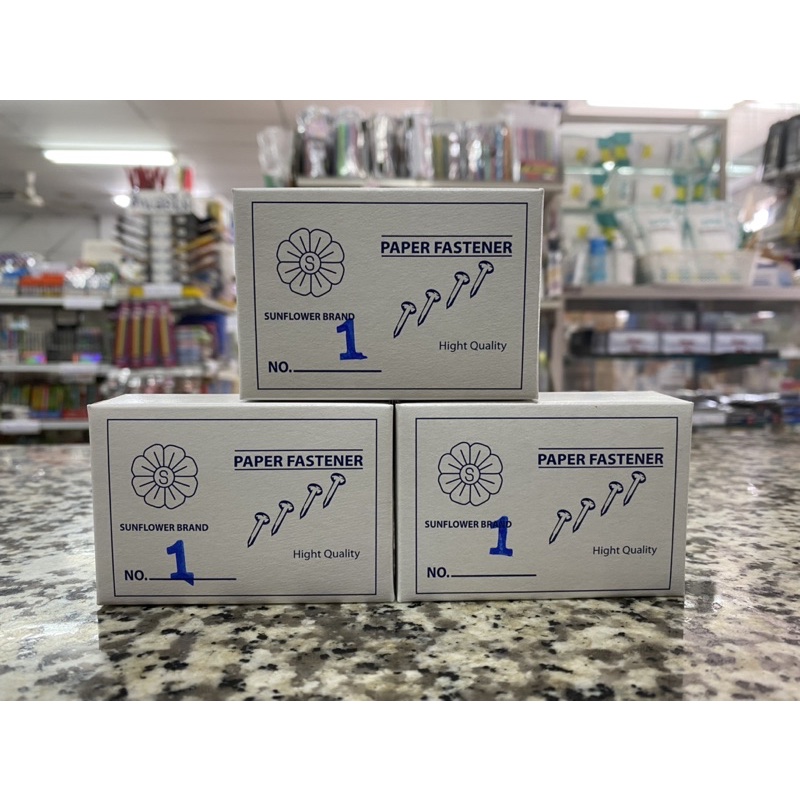 PAPER FASTENER
S
SUNFLOWER BRAND
Hight Quality
NO. 1
PAPER FASTENER
S
SUNFLOWER BRAND
Hight Quality
NO. 1
PAPER FASTENER
S
SUNFLOWER BRAND
Hight Quality
NO. 1